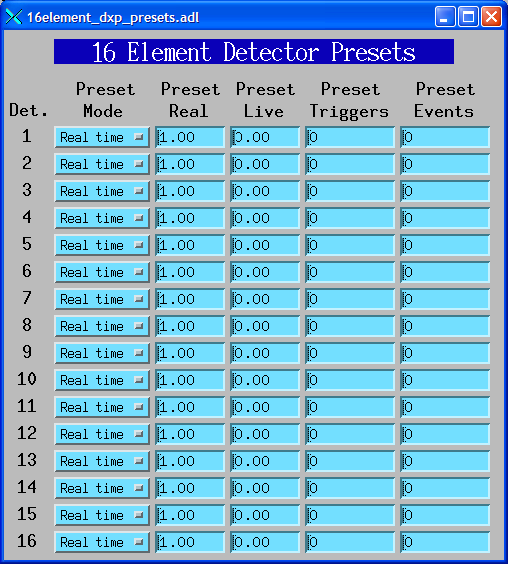 16element_dxp_presets.adl
16 Element Detector Presets
Preset Preset Preset Preset Preset
Det. Mode Real Live Triggers Events
1 Real time 1.00 0.00 0 0
2 Real time 1.00 0.00 0 0
3 Real time 1.00 0.00 0 0
4 Real time 1.00 0.00 0 0
5 Real time 1.00 0.00 0 0
6 Real time 1.00 0.00 0 0
7 Real time 1.00 0.00 0 0
8 Real time 1.00 0.00 0 0
9 Real time 1.00 0.00 0 0
10 Real time 1.00 0.00 0 0
11 Real time 1.00 0.00 0 0
12 Real time 1.00 0.00 0 0
13 Real time 1.00 0.00 0 0
14 Real time 1.00 0.00 0 0
15 Real time 1.00 0.00 0 0
16 Real time 1.00 0.00 0 0